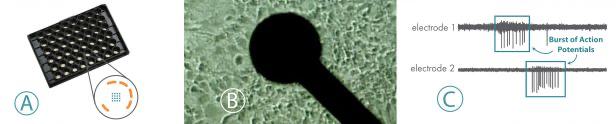 A
B
C
electrode 1
Burst of Action
Potentials
electrode 2